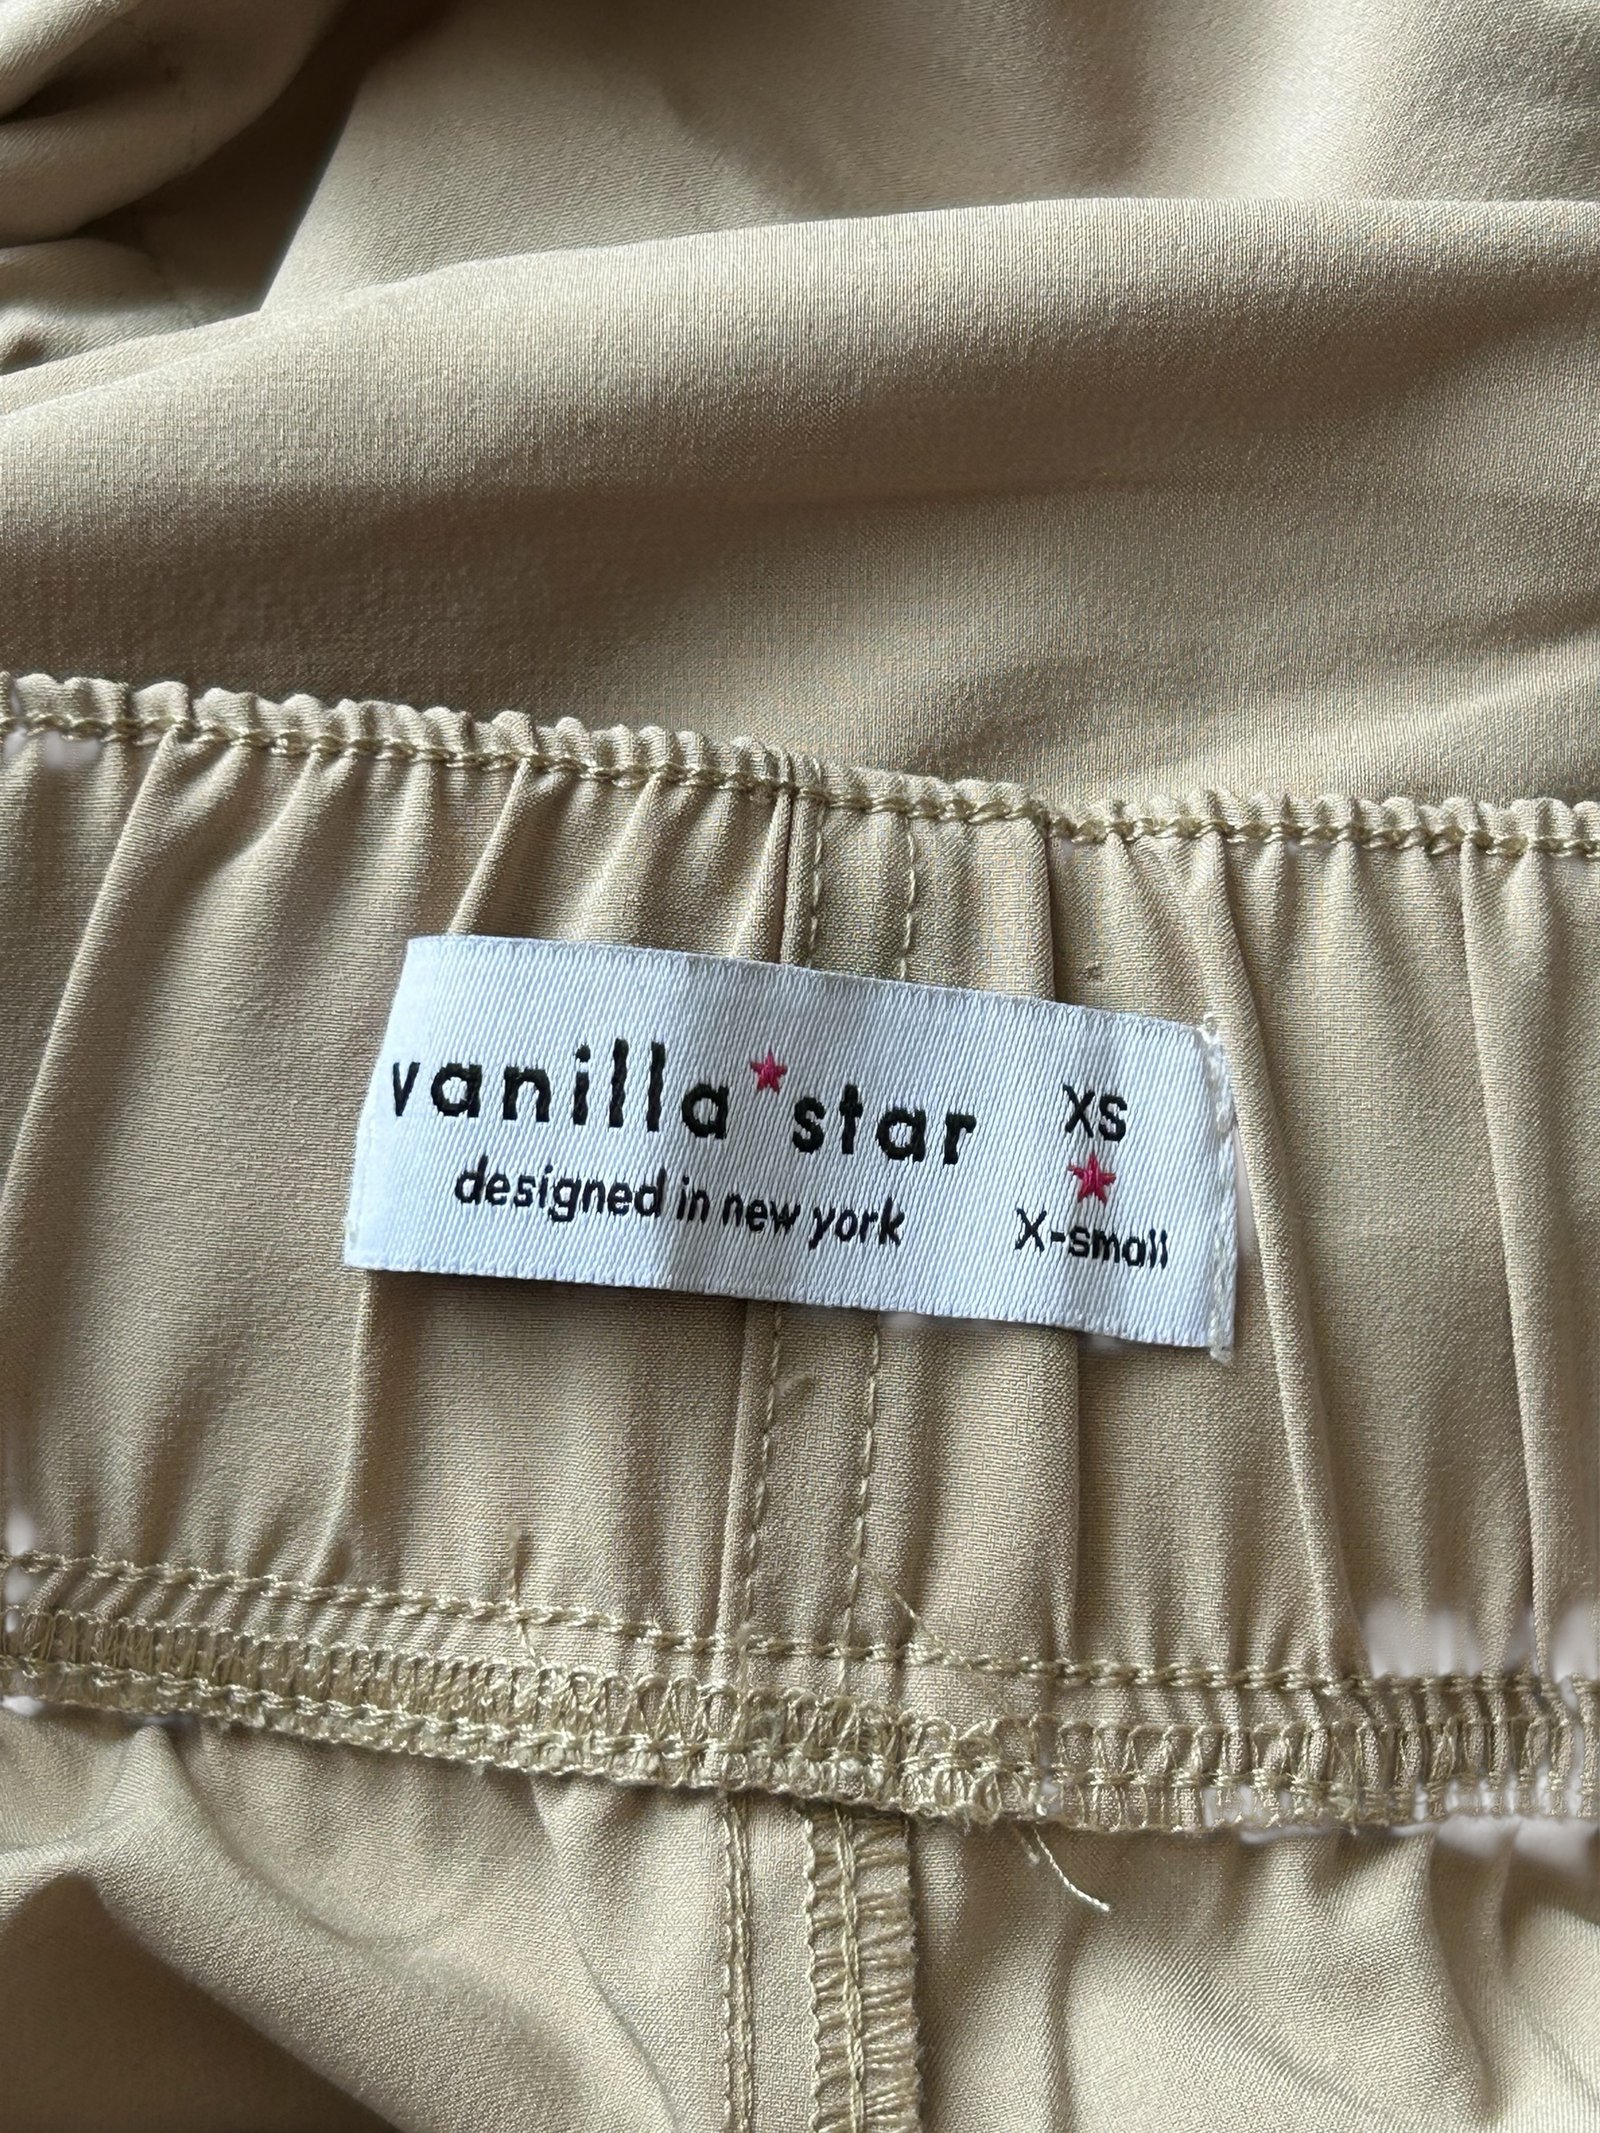 vanilla★star
designed in new york
XS
★
X-small